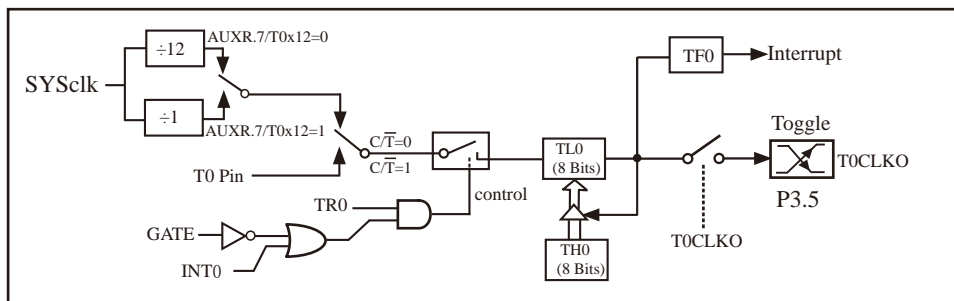 AUXR.7/T0x12=0
÷12
TF0
Interrupt
SYSclk
÷1
AUXR.7/T0x12=1
Toggle
C/T̅=0
C/T̅=1
TL0
(8 Bits)
T0CLKO
T0 Pin
control
P3.5
TR0
GATE
T0CLKO
TH0
(8 Bits)
INT0